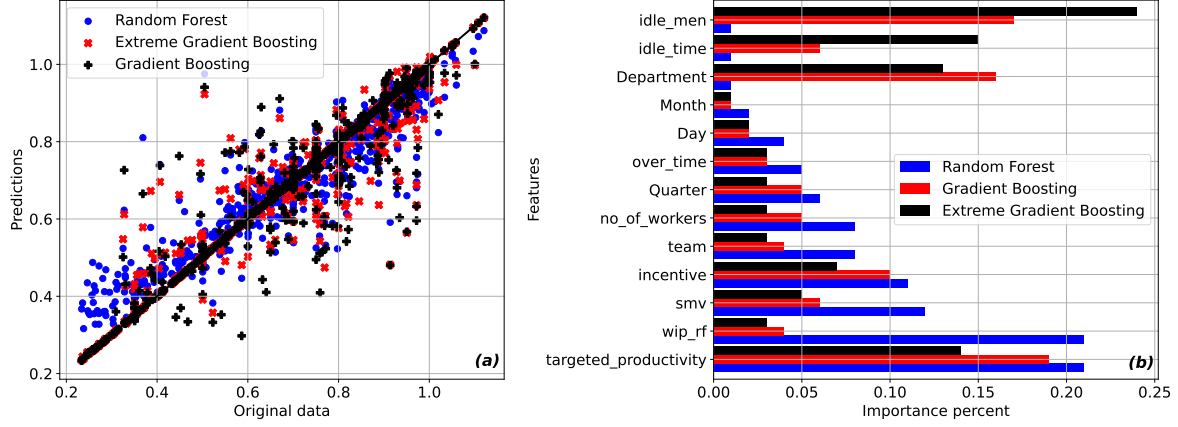 Random Forest
Extreme Gradient Boosting
Gradient Boosting
1.0
0.8
0.6
0.4
0.2
Predictions
0.2
0.4
0.6
0.8
1.0
Original data
(a)
Features
idle_men
idle_time
Department
Month
Day
over_time
Quarter
no_of_workers
team
incentive
smv
wip_rf
targeted_productivity
Random Forest
Gradient Boosting
Extreme Gradient Boosting
(b)
0.00
0.05
0.10
0.15
0.20
0.25
Importance percent